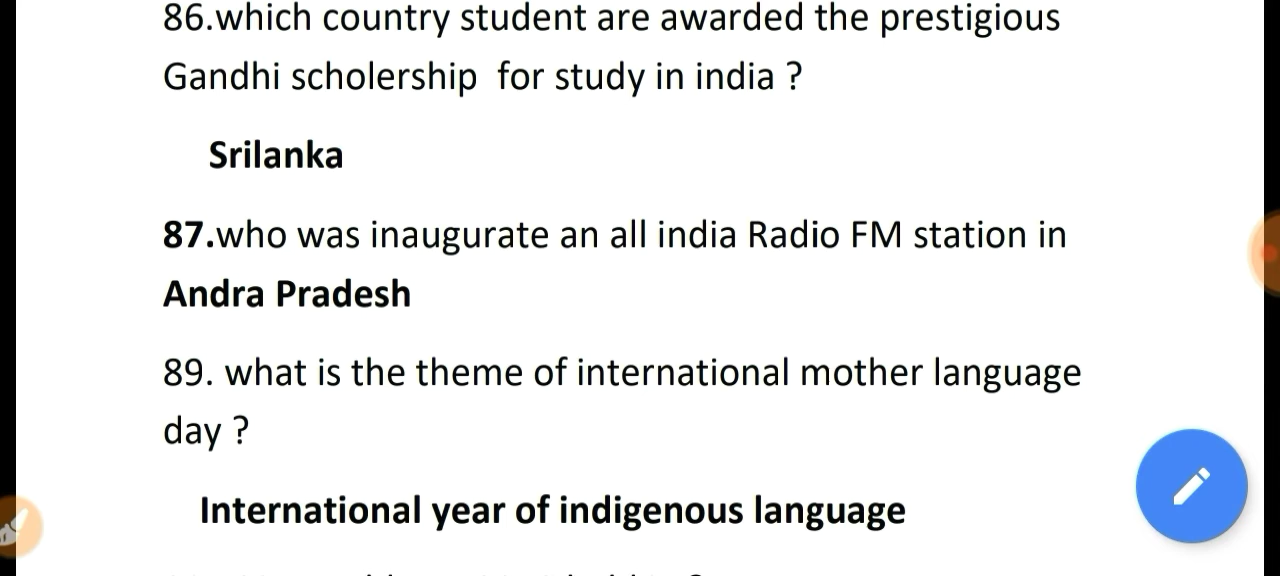 86.which country student are awarded the prestigious
Gandhi scholership for study in india ?
Srilanka
87.who was inaugurate an all india Radio FM station in
Andra Pradesh
89. what is the theme of international mother language
day ?
International year of indigenous language